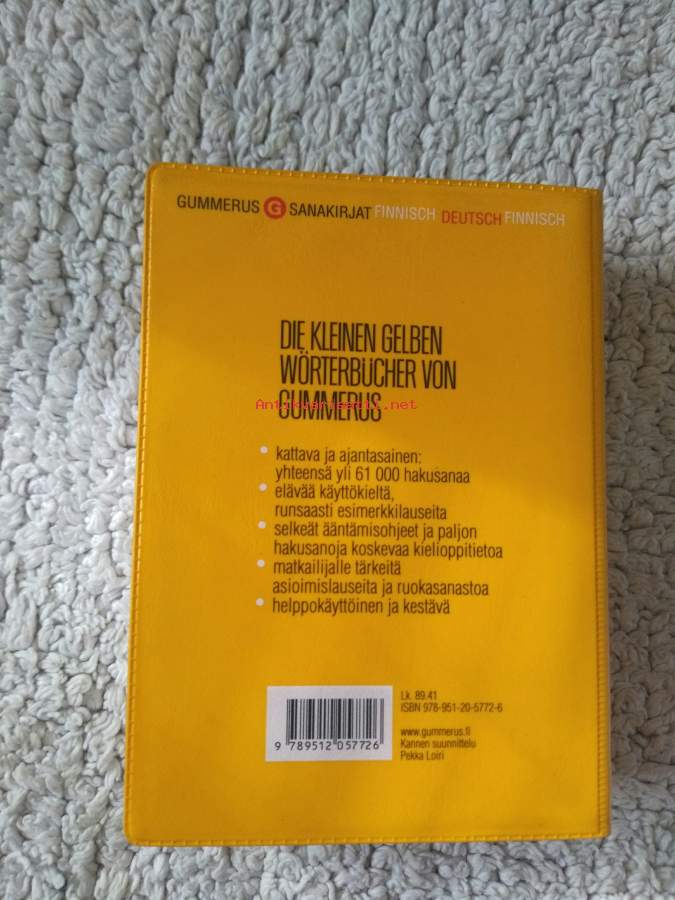 GUMMERUS G SANAKIRJAT FINNISCH DEUTSCH FINNISCH
DIE KLEINEN GELBEN
WÖRTERBÜCHER VON
GUMMERUS
Antikvariaatti.net
• kattava ja ajantasainen:
yhteensä yli 61 000 hakusanaa
• elävää käyttökieltä,
runsaasti esimerkkilauseita
• selkeät ääntämisohjeet ja paljon
hakusanoja koskevaa kielioppitietoa
• matkailijalle tärkeitä
asioimislauseita ja ruokasanastoa
• helppokäyttöinen ja kestävä
Lk. 89.41
ISBN 978-951-20-5772-6
www.gummerus.fi
Kannen suunnittelu
Pekka Loiri
9 789512 057726